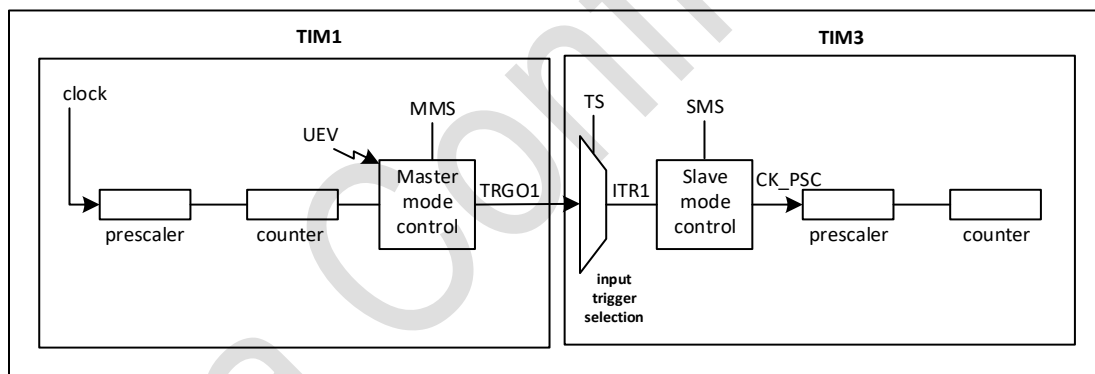 TIM1
TIM3
clock
MMS
UEV
Master
mode
control
TRGO1
prescaler
counter
TS
SMS
ITR1
Slave
mode
control
CK_PSC
prescaler
counter
input
trigger
selection
a Conf